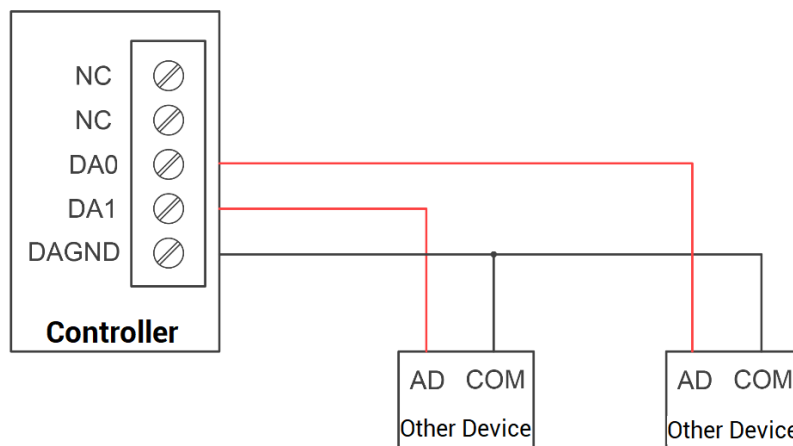 NC
NC
DA0
DA1
DAGND
Controller
AD COM
Other Device
AD COM
Other Device